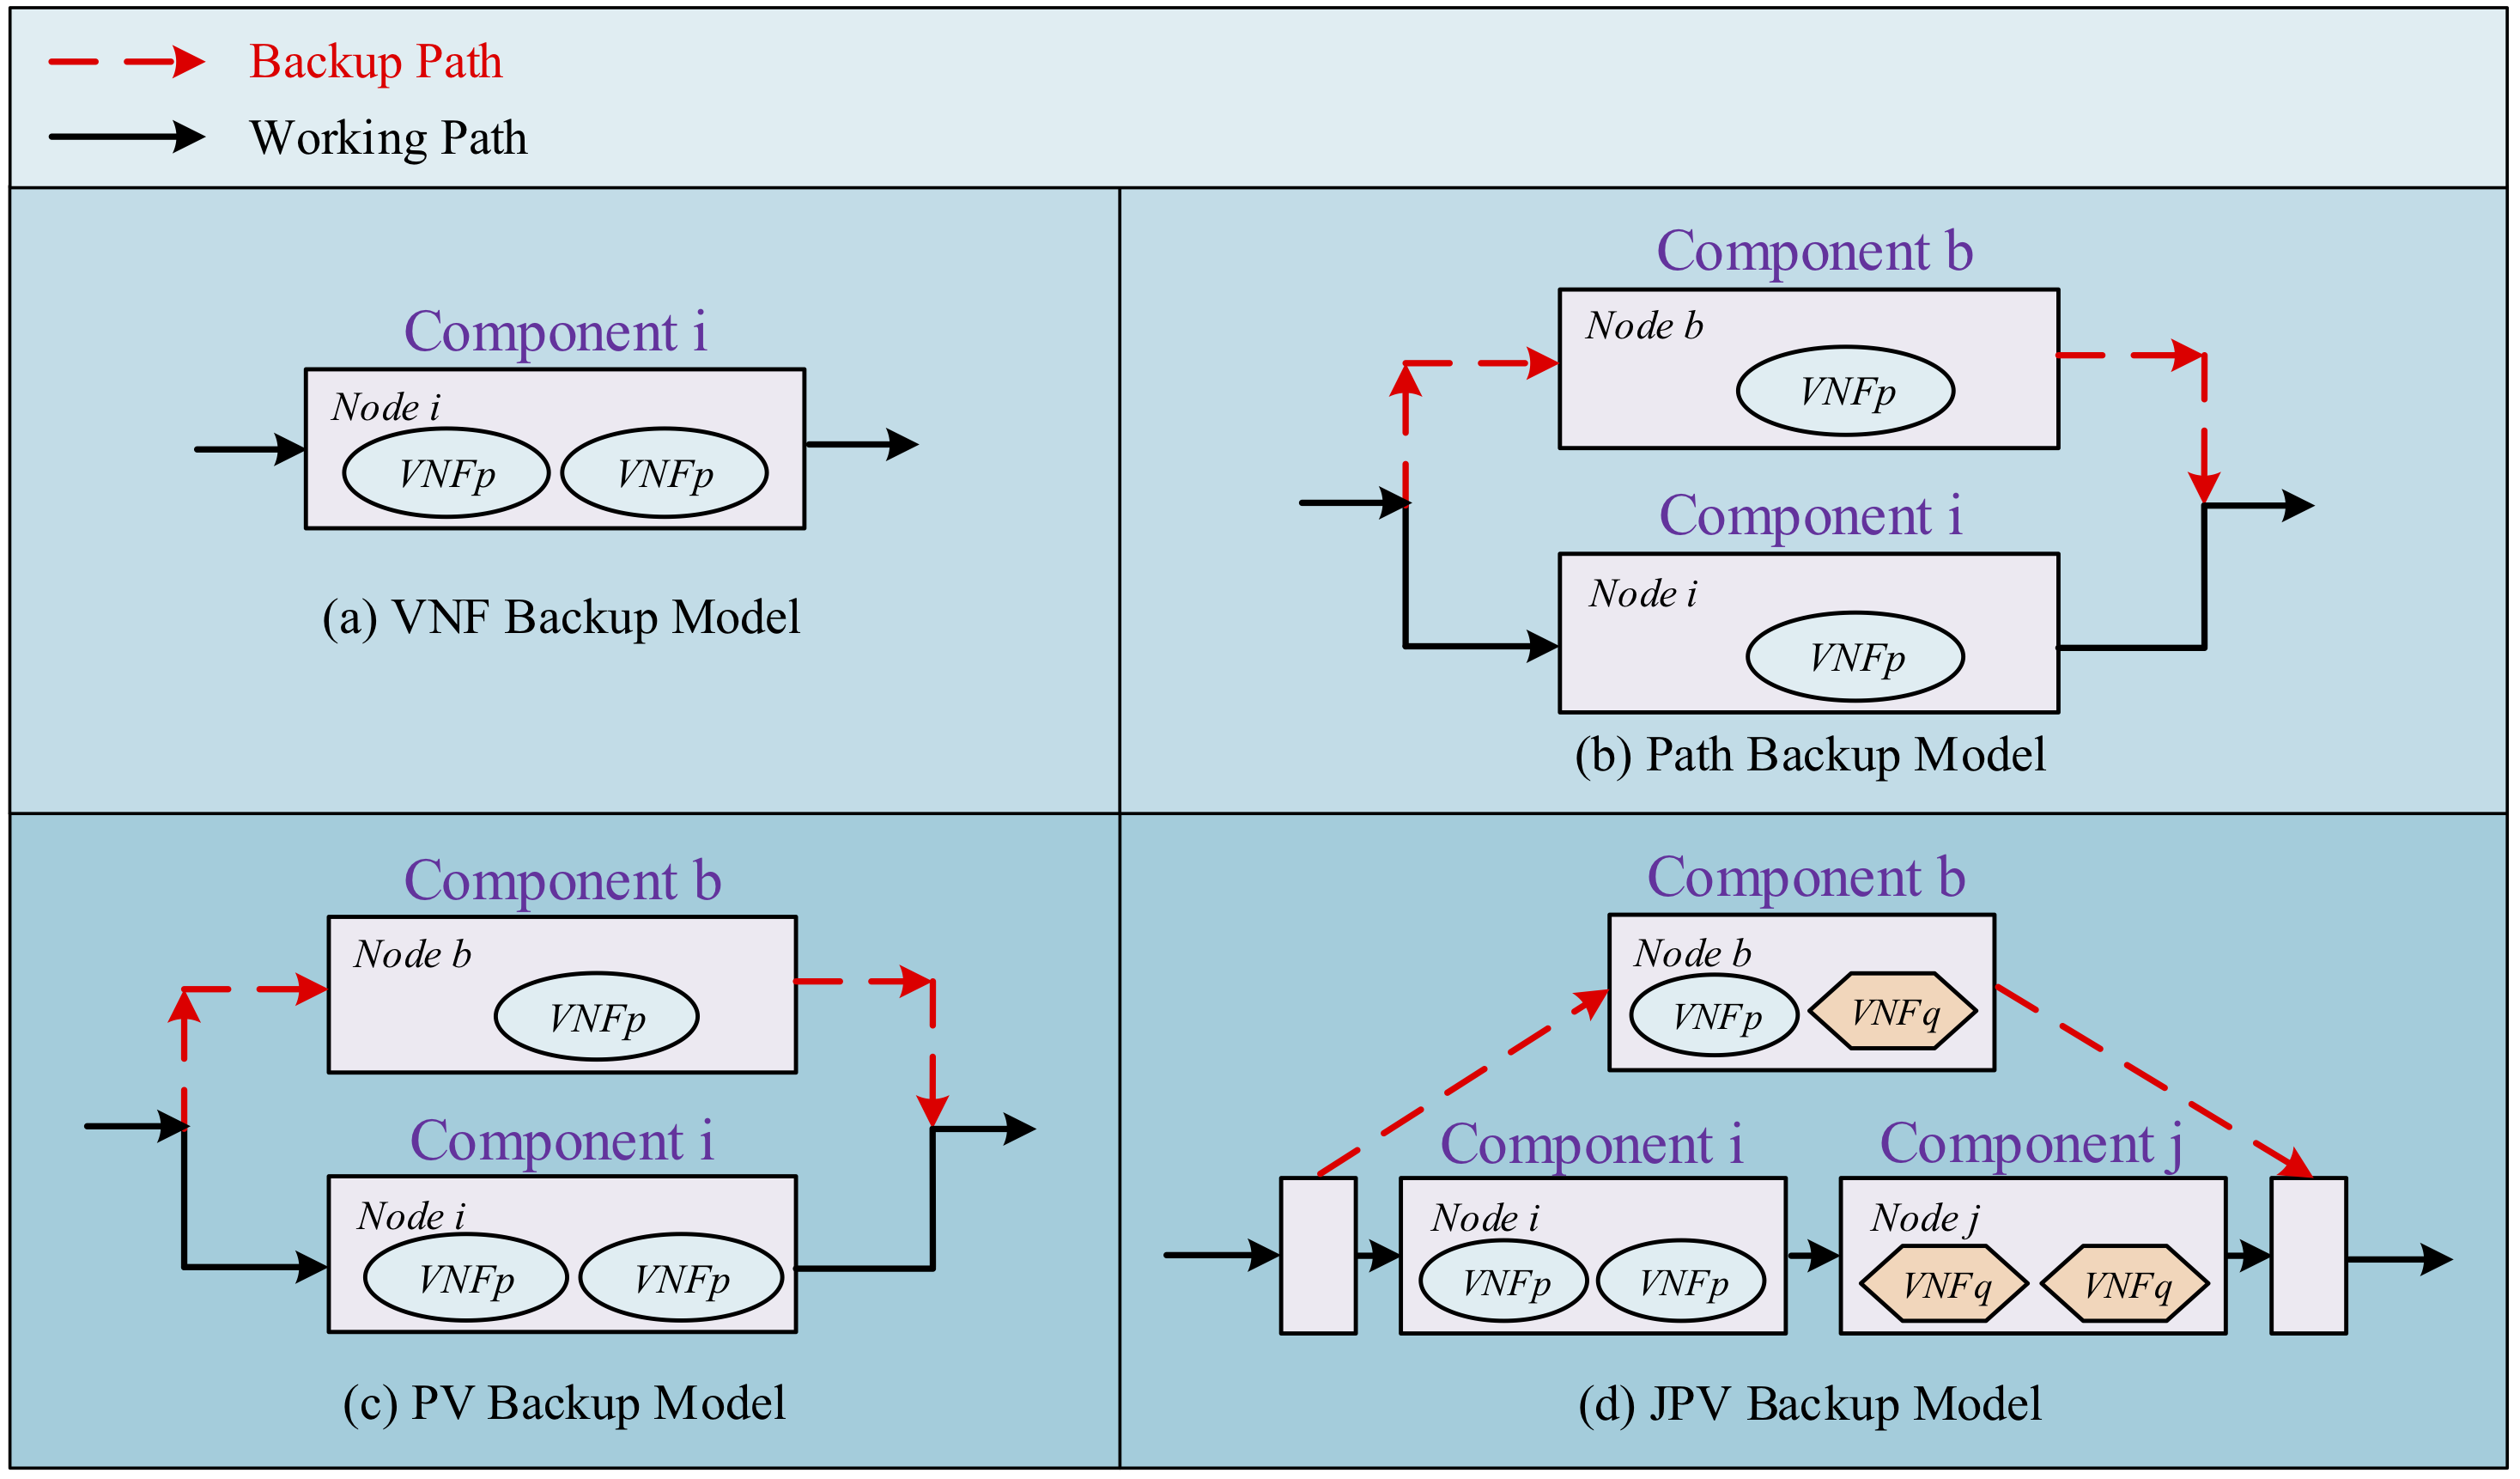 Backup Path
Working Path
Component i
Node i
VNFp VNFp
(a) VNF Backup Model
Component b
Node b
VNFp
Component i
Node i
VNFp
(b) Path Backup Model
Component b
Node b
VNFp
Component i
Node i
VNFp VNFp
(c) PV Backup Model
Component b
Node b
VNFp VNFq
Component i Component j
Node i Node j
VNFp VNFp VNFq VNFq
(d) JPV Backup Model